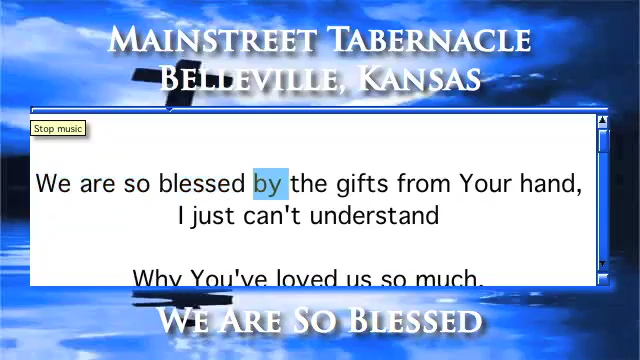 MAINSTREET TABERNACLE
BELLEVILLE, KANSAS
Stop music
We are so blessed by the gifts from Your hand,
I just can't understand
Why You've loved us so much.
WE ARE SO BLESSED